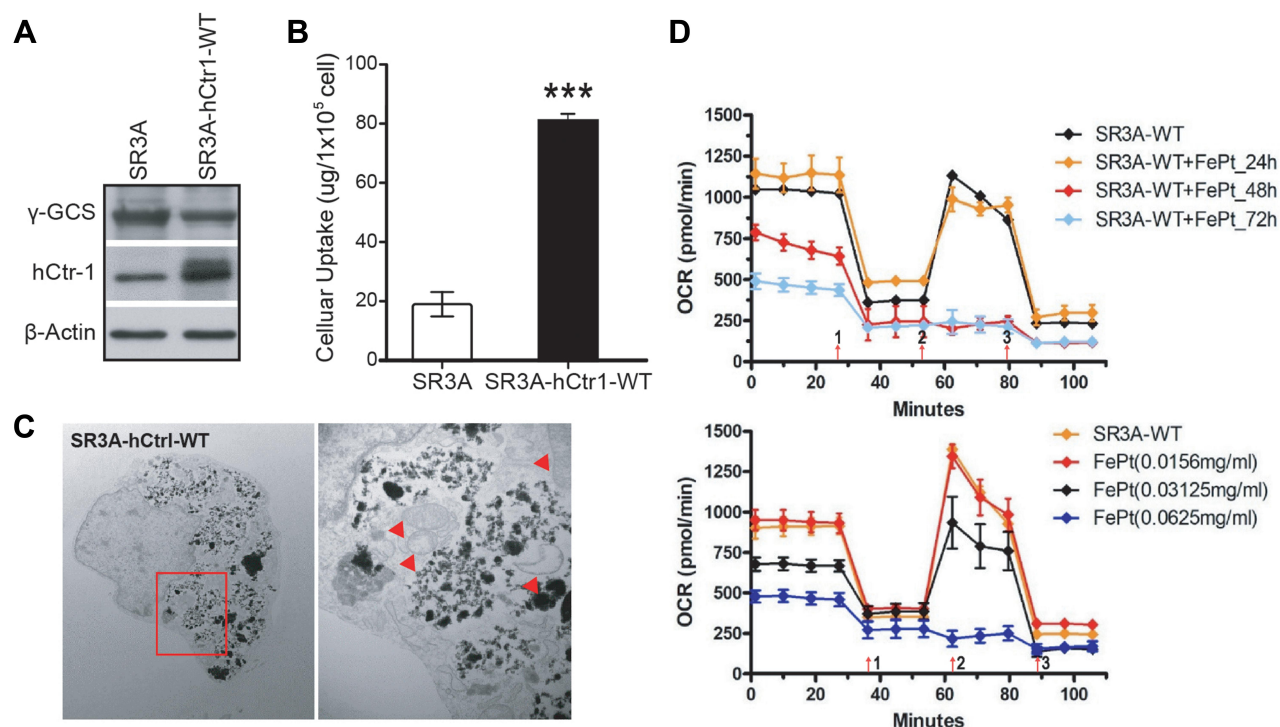 A
SR3A
SR3A-hCtr1-WT
γ-GCS
hCtr-1
β-Actin
B
Celluar Uptake (ug/1x10⁵ cell)
100
80
60
40
20
0
***
SR3A
SR3A-hCtr1-WT
C
SR3A-hCtrl-WT
D
OCR (pmol/min)
1500
1250
1000
750
500
250
0
1
2
3
0 20 40 60 80 100
Minutes
SR3A-WT
SR3A-WT+FePt_24h
SR3A-WT+FePt_48h
SR3A-WT+FePt_72h
OCR (pmol/min)
1500
1250
1000
750
500
250
0
1
2
3
0 20 40 60 80 100
Minutes
SR3A-WT
FePt(0.0156mg/ml)
FePt(0.03125mg/ml)
FePt(0.0625mg/ml)